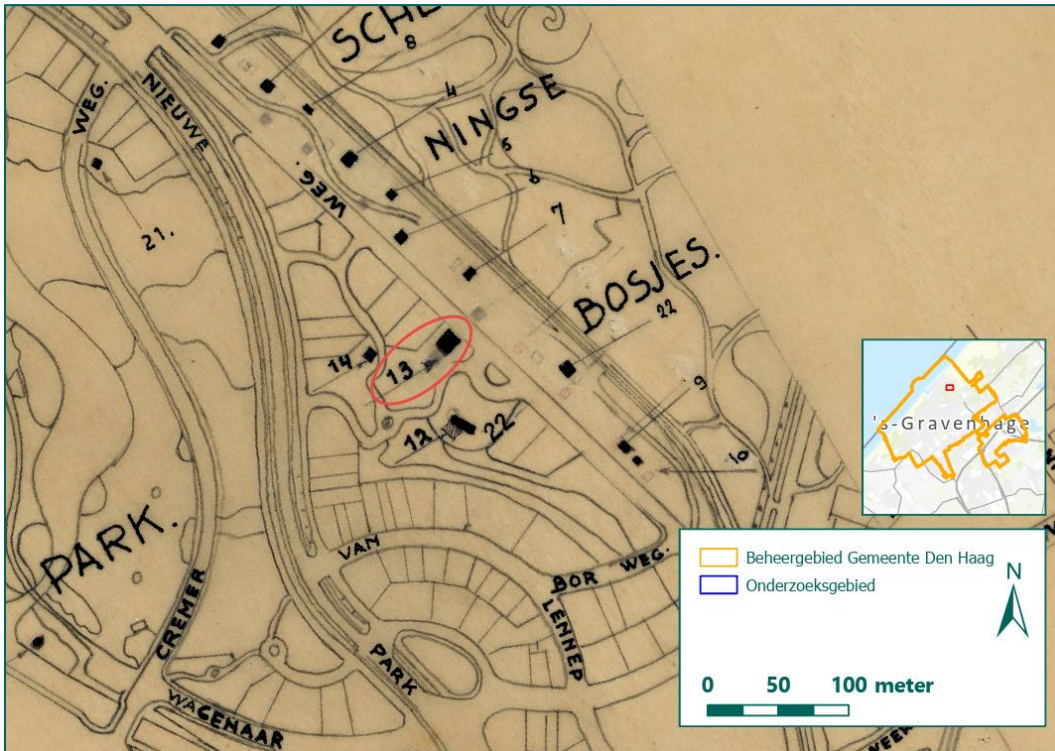 SCHE
NINGSE
BOSJES.
8
4
5
6
7
22
9
10
WEG.
NIEUWE
WEG.
21.
14
13
12
22
PARK.
CREMER
WAGENAAR
VAN
BOR WEG.
LENNEP
PARK
's-Gravenhage
Beheergebied Gemeente Den Haag
Onderzoeksgebied
N
0 50 100 meter